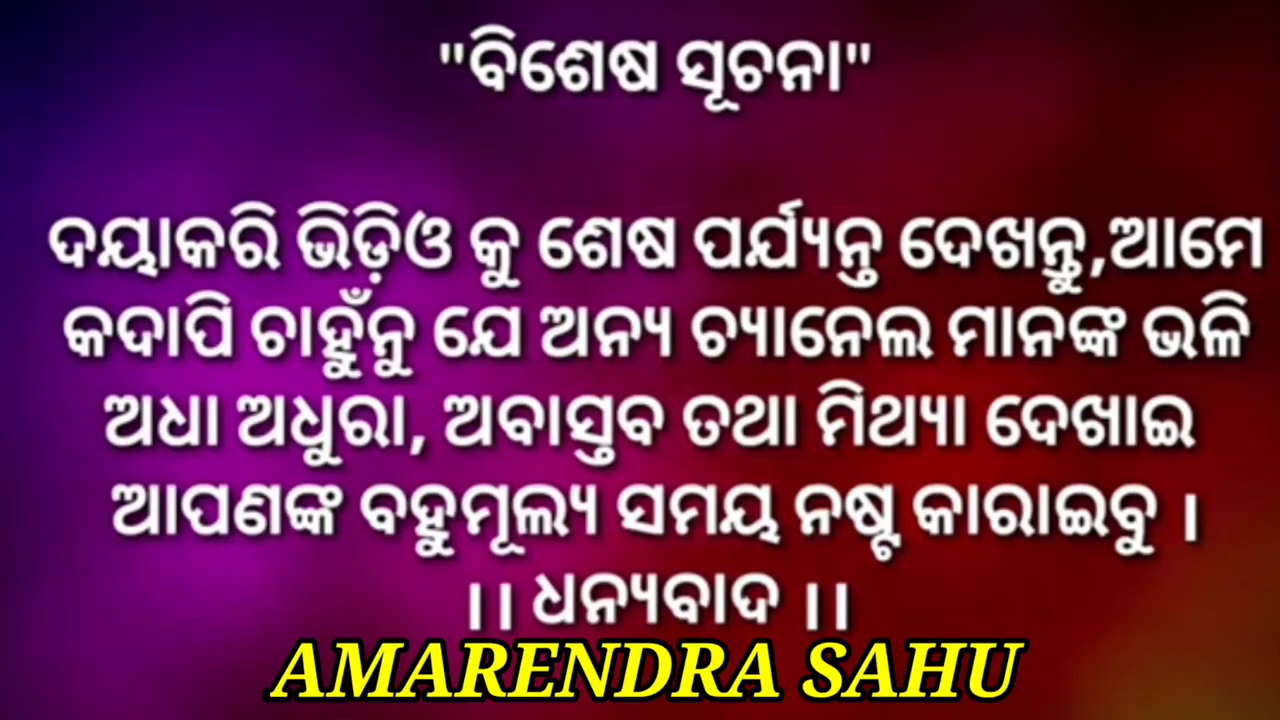 "ବିଶେଷ ସୂଚନା"
ଦୟାକରି ଭିଡ଼ିଓ କୁ ଶେଷ ପର୍ଯ୍ୟନ୍ତ ଦେଖନ୍ତୁ,ଆମେ
କଦାପି ଚାହୁଁନୁ ଯେ ଅନ୍ୟ ଚ୍ୟାନେଲ ମାନଙ୍କ ଭଳି
ଅଧା ଅଧୁରା, ଅବାସ୍ତବ ତଥା ମିଥ୍ୟା ଦେଖାଇ
ଆପଣଙ୍କ ବହୁମୂଲ୍ୟ ସମୟ ନଷ୍ଟ କାରାଇବୁ ।
।। ଧନ୍ୟବାଦ ।।
AMARENDRA SAHU